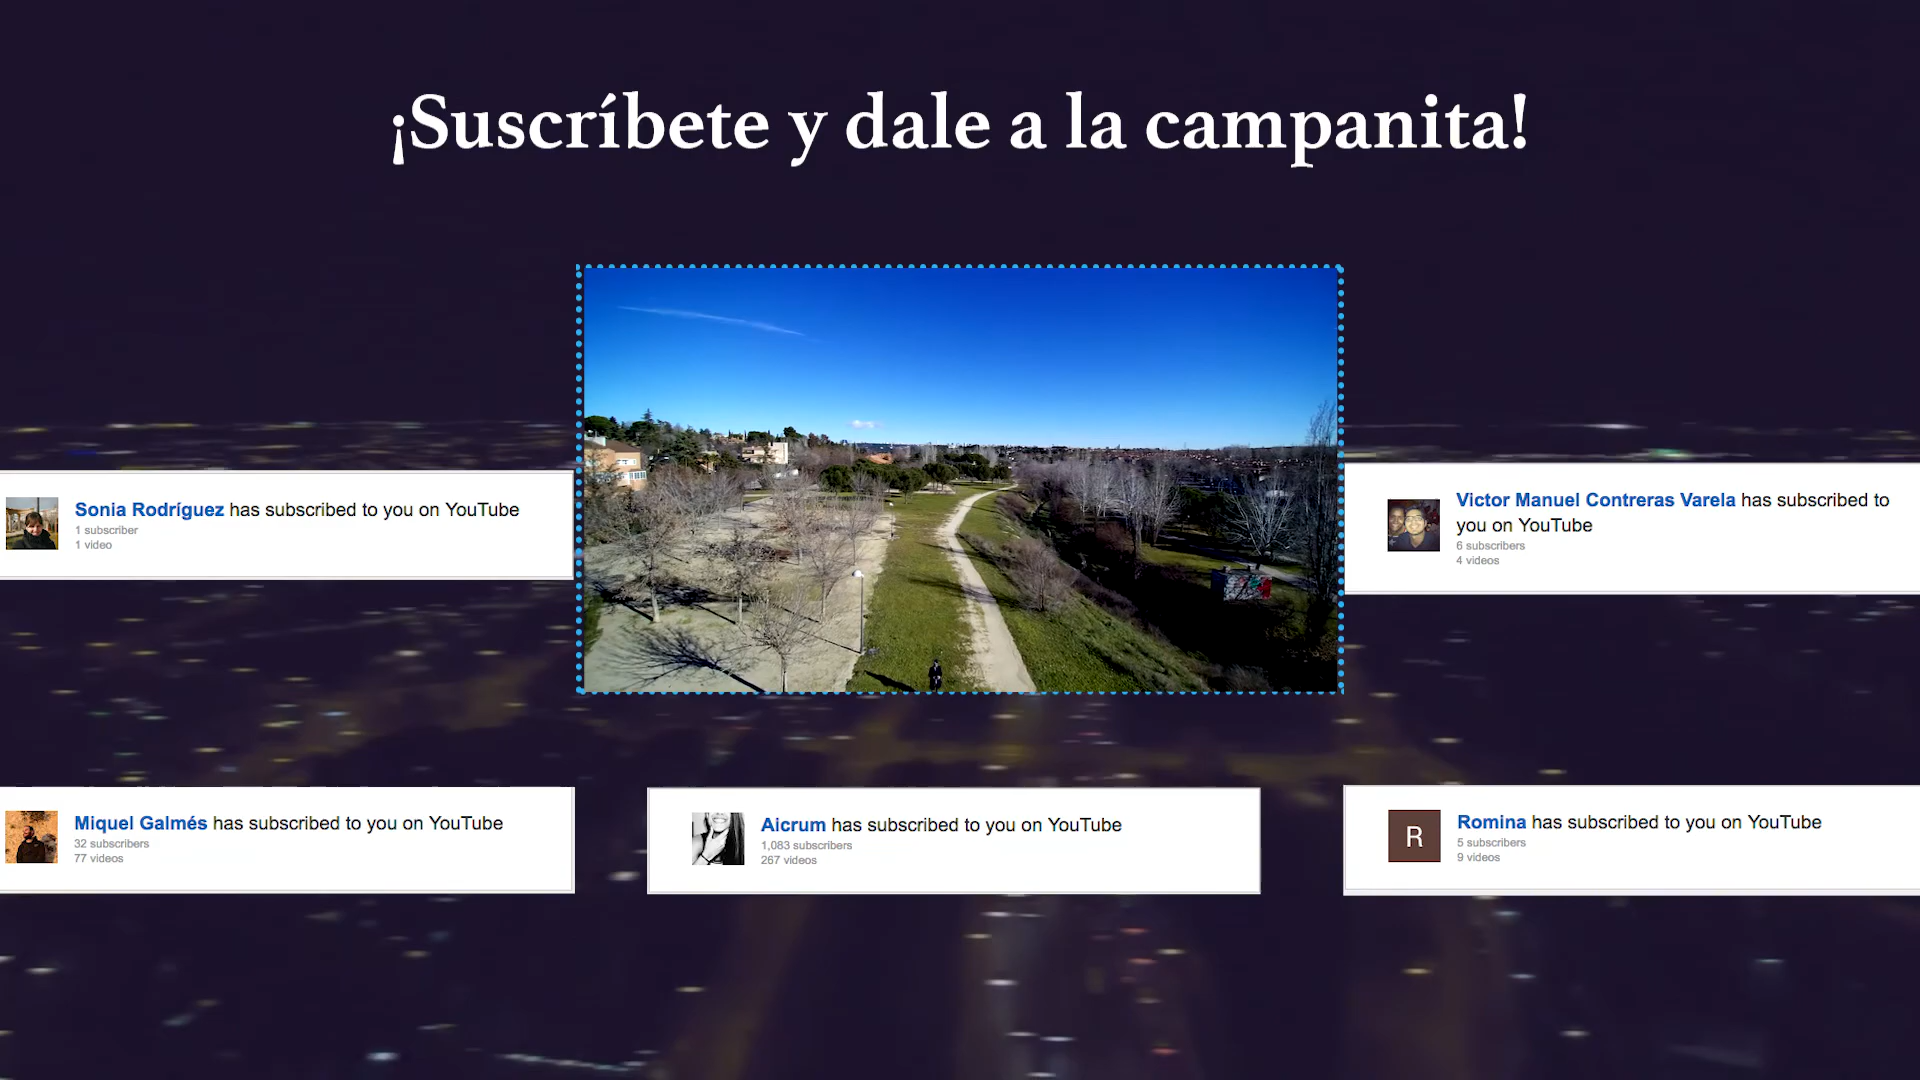 ¡Suscríbete y dale a la campanita!
Sonia Rodríguez has subscribed to you on YouTube
1 subscriber
1 video
Victor Manuel Contreras Varela has subscribed to
you on YouTube
6 subscribers
4 videos
Miquel Galmés has subscribed to you on YouTube
32 subscribers
77 videos
Aicrum has subscribed to you on YouTube
1,083 subscribers
267 videos
R
Romina has subscribed to you on YouTube
5 subscribers
9 videos